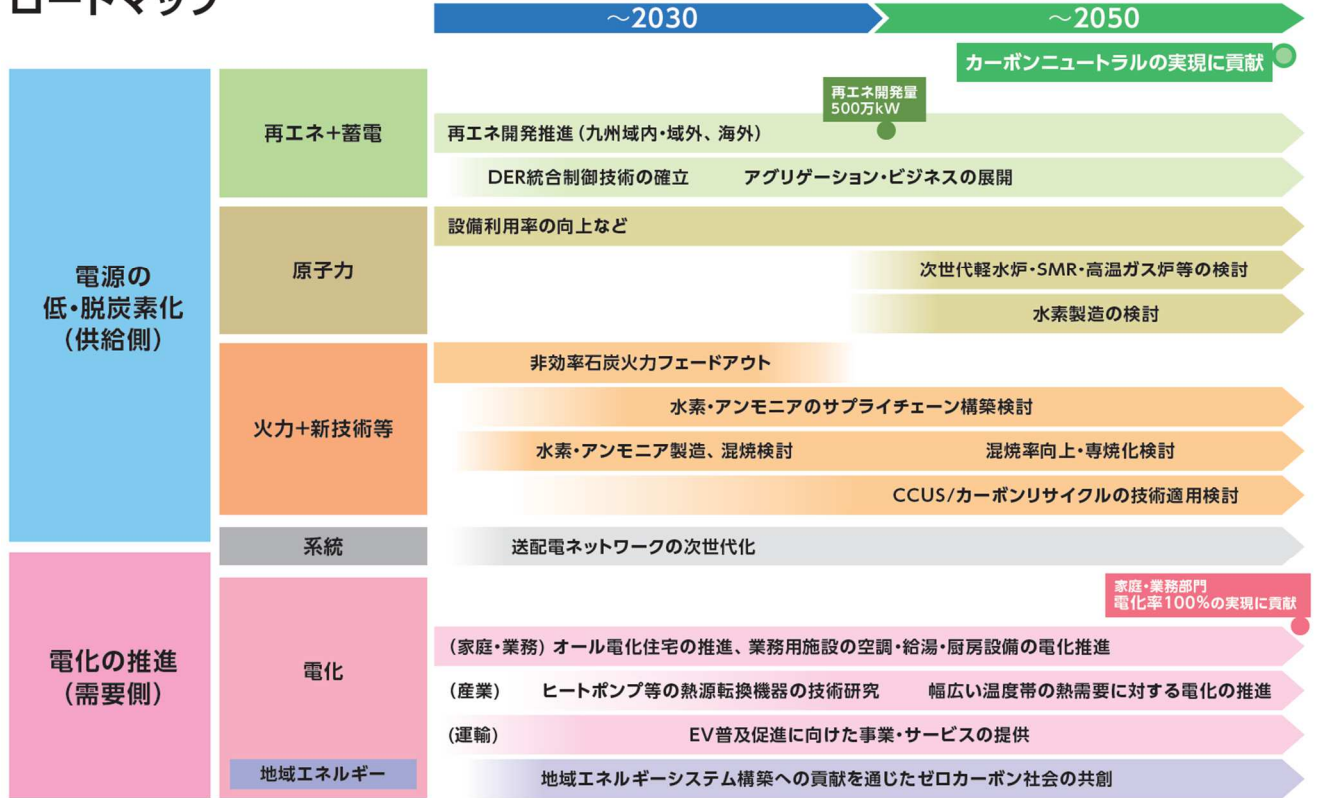 ロードマップ
～2030
～2050
カーボンニュートラルの実現に貢献
電源の
低・脱炭素化
（供給側）
再エネ+蓄電
再エネ開発量
500万kW
再エネ開発推進（九州域内・域外、海外）
DER統合制御技術の確立
アグリゲーション・ビジネスの展開
原子力
設備利用率の向上など
次世代軽水炉・SMR・高温ガス炉等の検討
水素製造の検討
火力+新技術等
非効率石炭火力フェードアウト
水素・アンモニアのサプライチェーン構築検討
水素・アンモニア製造、混焼検討
混焼率向上・専焼化検討
CCUS/カーボンリサイクルの技術適用検討
系統
送配電ネットワークの次世代化
電化の推進
（需要側）
電化
家庭・業務部門
電化率100%の実現に貢献
（家庭・業務）オール電化住宅の推進、業務用施設の空調・給湯・厨房設備の電化推進
（産業）
ヒートポンプ等の熱源転換機器の技術研究
幅広い温度帯の熱需要に対する電化の推進
（運輸）
EV普及促進に向けた事業・サービスの提供
地域エネルギー
地域エネルギーシステム構築への貢献を通じたゼロカーボン社会の共創